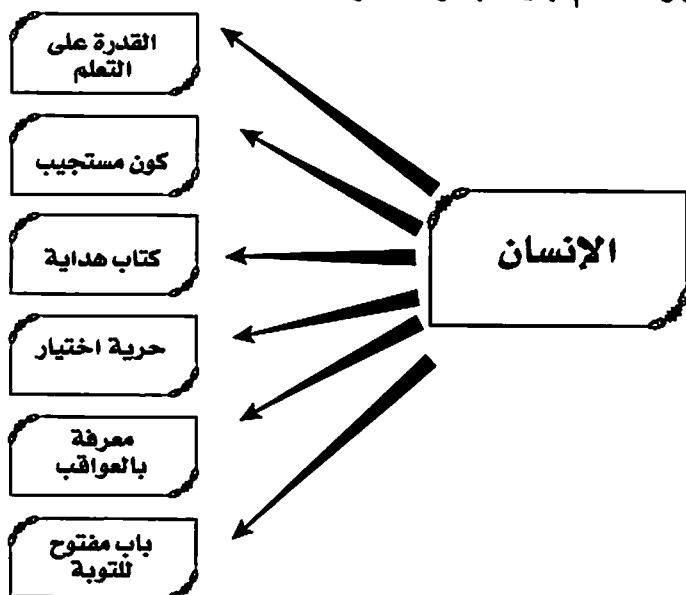 الإنسان
القدرة على
التعلم
كون مستجيب
كتاب هداية
حرية اختيار
معرفة
بالعواقب
باب مفتوح
للتوبة